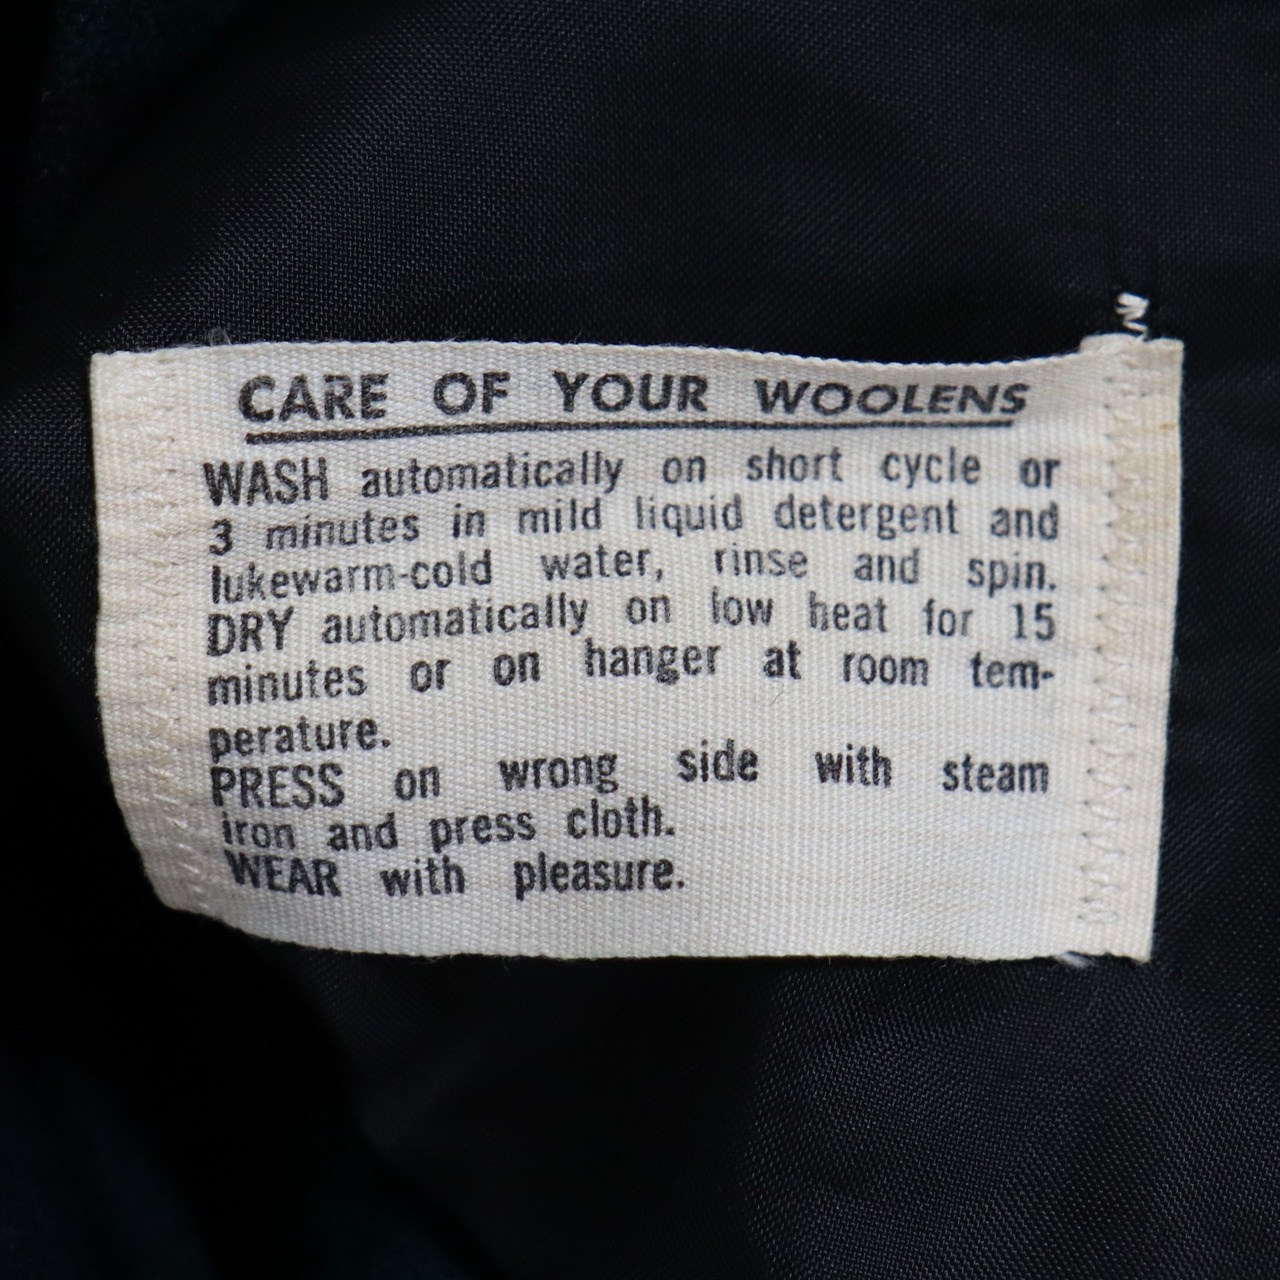 CARE OF YOUR WOOLENS
WASH automatically on short cycle or
3 minutes in mild liquid detergent and
lukewarm-cold water, rinse and spin.
DRY automatically on low heat for 15
minutes or on hanger at room tem-
perature.
PRESS on wrong side with steam
iron and press cloth.
WEAR with pleasure.